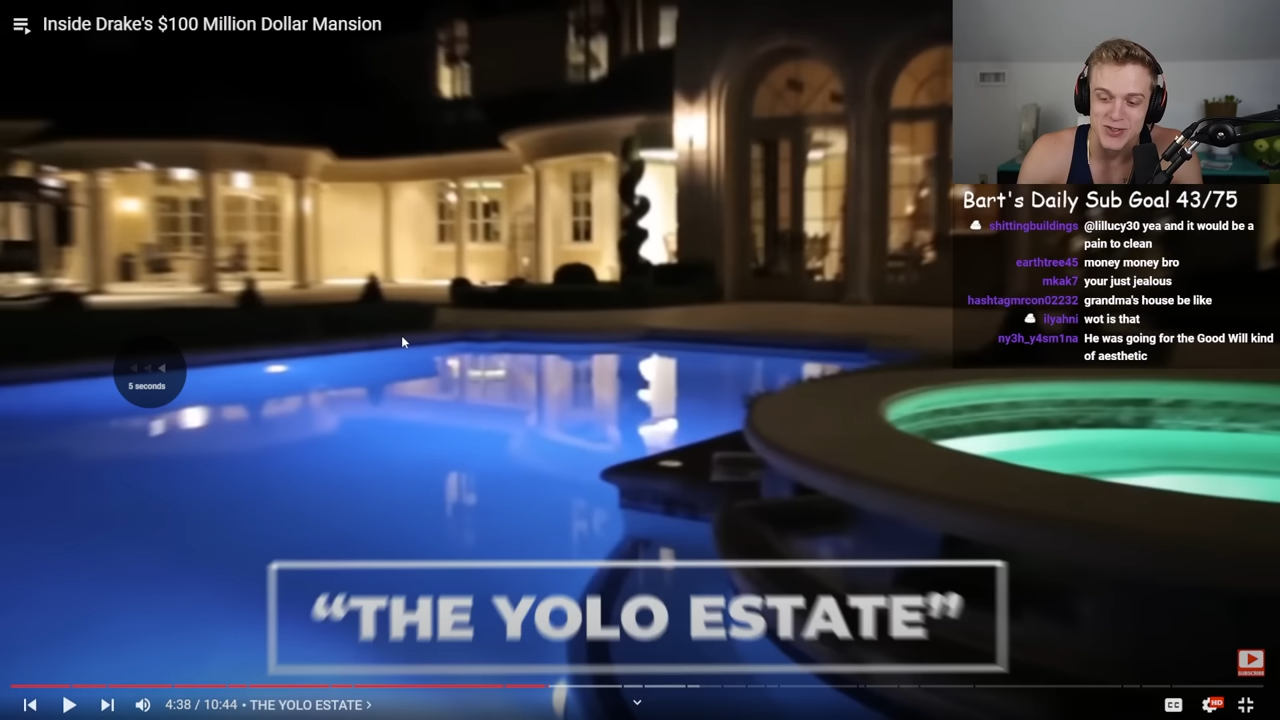 Inside Drake's $100 Million Dollar Mansion
Bart's Daily Sub Goal 43/75
shittingbuildings @lillucy30 yea and it would be a
pain to clean
earthtree45 money money bro
mkak7 your just jealous
hashtagmrcon02232 grandma's house be like
ilyahni wot is that
ny3h_y4sm1na He was going for the Good Will kind
of aesthetic
5 seconds
“THE YOLO ESTATE”
SUBSCRIBE
4:38 / 10:44 • THE YOLO ESTATE >
CC
HD